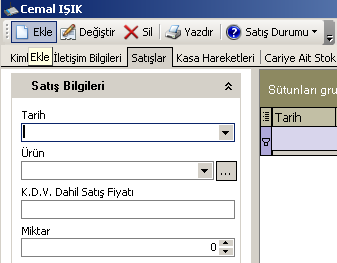 Cemal IŞIK
Ekle Değiştir Sil Yazdır Satış Durumu
Ekle İletişim Bilgileri Satışlar Kasa Hareketleri Cariye Ait Stok
Satış Bilgileri
Sütunları gru
Tarih
Tarih
Ürün
...
K.D.V. Dahil Satış Fiyatı
Miktar
0